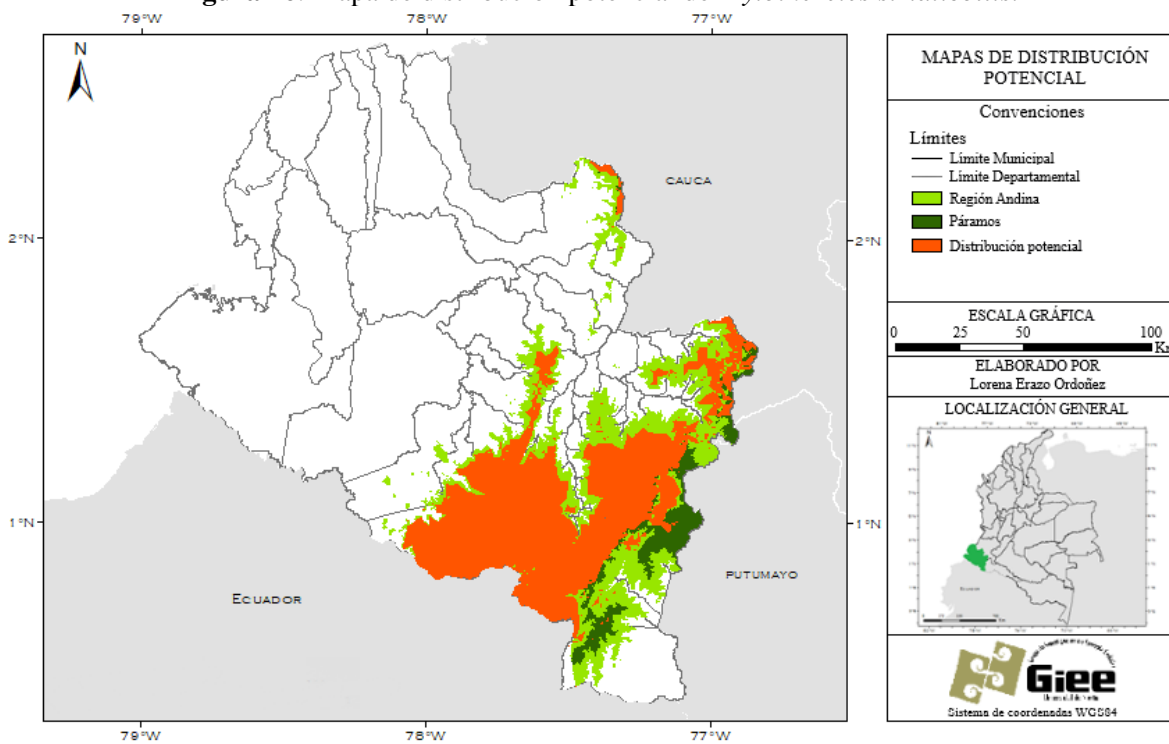 79°W 78°W 77°W
N
CAUCA
2°N 2°N
1°N 1°N
PUTUMAYO
ECUADOR
79°W 78°W 77°W
MAPAS DE DISTRIBUCIÓN
POTENCIAL
Convenciones
Límites
Límite Municipal
Límite Departamental
Región Andina
Páramos
Distribución potencial
ESCALA GRÁFICA
0 25 50 100
ELABORADO POR
Lorena Erazo Ordoñez
LOCALIZACIÓN GENERAL
Giee
Sistema de coordenadas WGS84